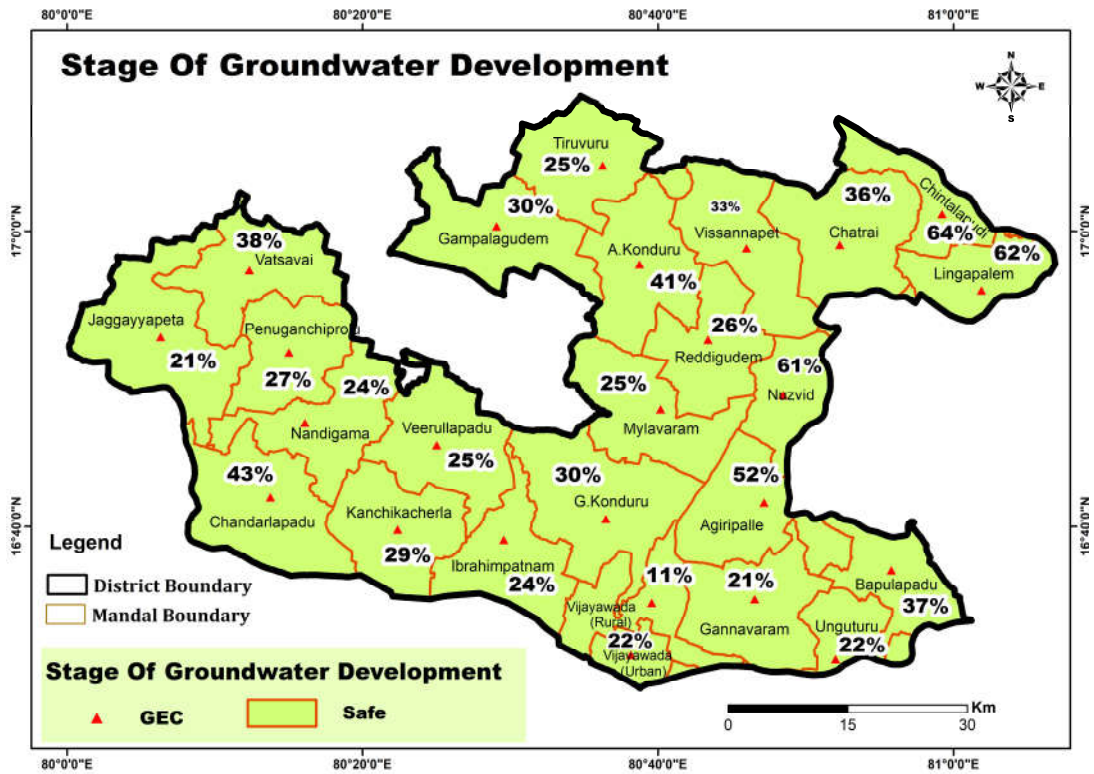 80°0'0"E 80°20'0"E 80°40'0"E 81°0'0"E
Stage Of Groundwater Development
N
W E
S
Tiruvuru
25%
30%
Gampalagudem
33%
Vissannapet
36%
Chatrai
Chintalapudi
64%
62%
Lingapalem
17°0'0"N
17°0'0"N
38%
Vatsavai
A.Konduru
41%
Jaggayyapeta
21%
Penuganchiprolu
27%
24%
26%
Reddigudem
61%
Nuzvid
25%
Mylavaram
Nandigama
Veerullapadu
25%
43%
Chandarlapadu
30%
G.Konduru
52%
Agiripalle
Kanchikacherla
29%
16°40'0"N
16°40'0"N
Ibrahimpatnam
24%
11%
21%
Gannavaram
Bapulapadu
37%
Vijayawada
(Rural)
22%
Vijayawada
(Urban)
Unguturu
22%
Legend
District Boundary
Mandal Boundary
Stage Of Groundwater Development
GEC Safe
Km
0 15 30
80°0'0"E 80°20'0"E 80°40'0"E 81°0'0"E